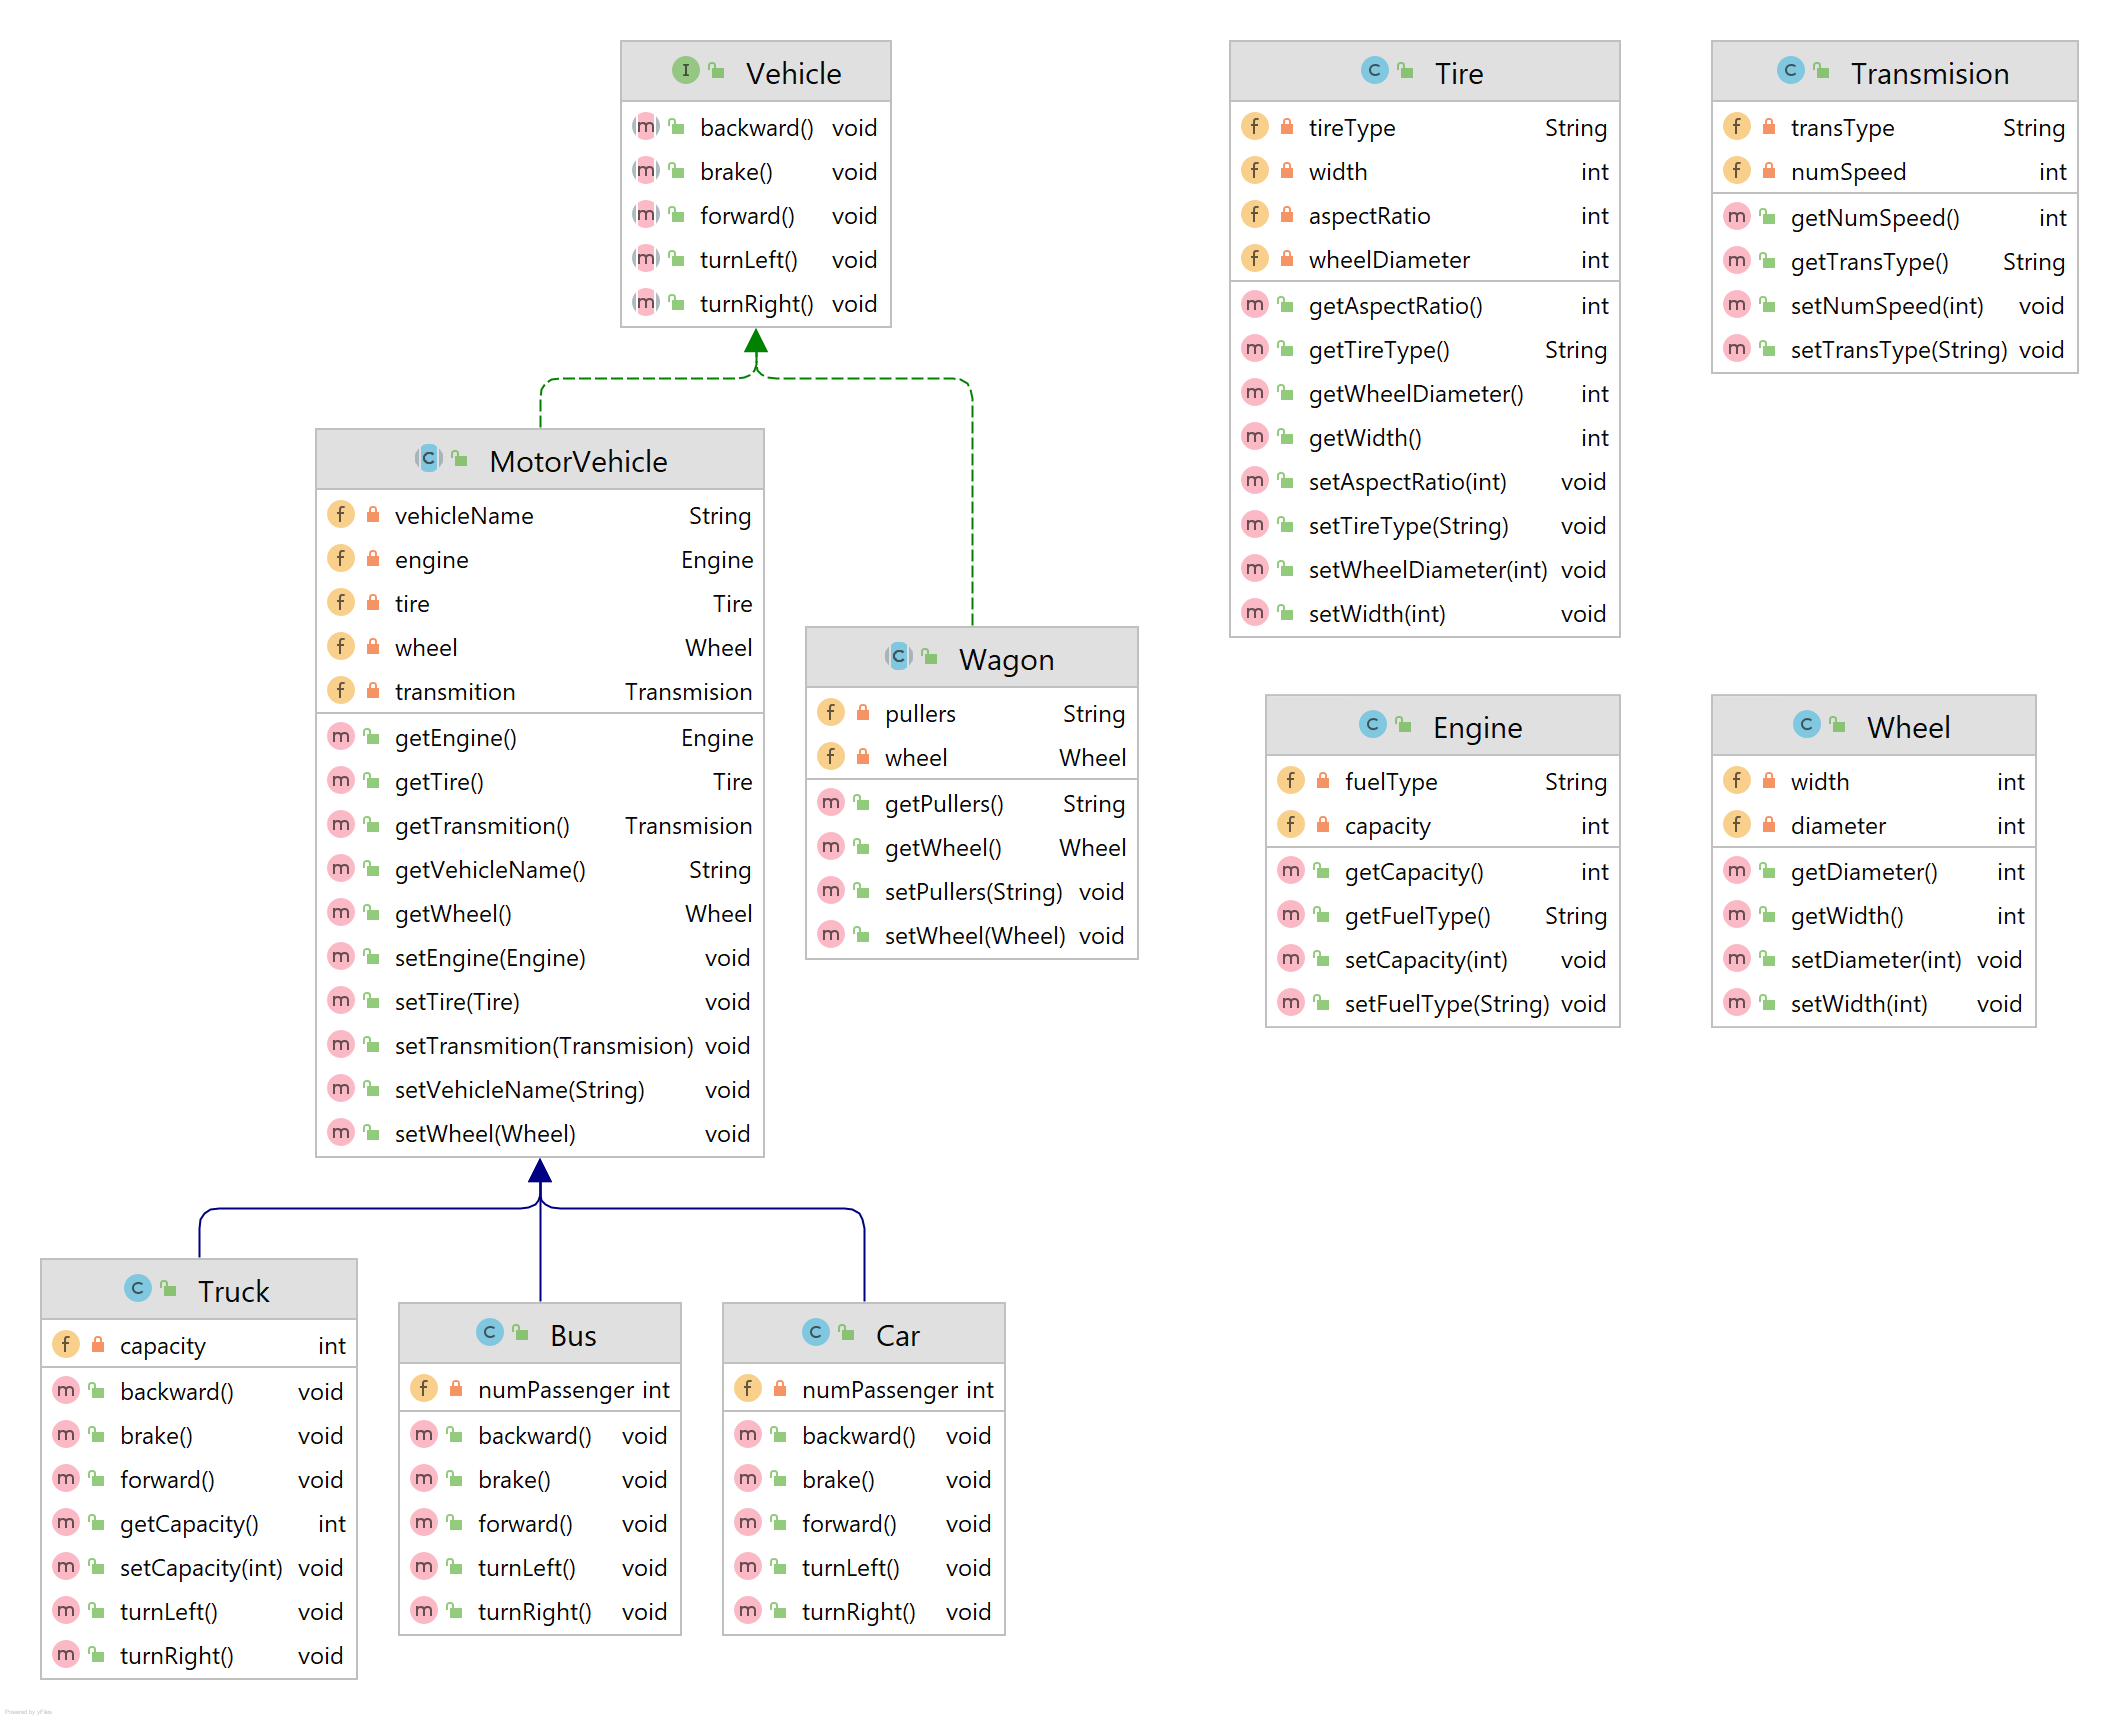 Vehicle
backward() void
brake() void
forward() void
turnLeft() void
turnRight() void
Tire
tireType String
width int
aspectRatio int
wheelDiameter int
getAspectRatio() int
getTireType() String
getWheelDiameter() int
getWidth() int
setAspectRatio(int) void
setTireType(String) void
setWheelDiameter(int) void
setWidth(int) void
Transmision
transType String
numSpeed int
getNumSpeed() int
getTransType() String
setNumSpeed(int) void
setTransType(String) void
MotorVehicle
vehicleName String
engine Engine
tire Tire
wheel Wheel
transmition Transmision
getEngine() Engine
getTire() Tire
getTransmition() Transmision
getVehicleName() String
getWheel() Wheel
setEngine(Engine) void
setTire(Tire) void
setTransmition(Transmision) void
setVehicleName(String) void
setWheel(Wheel) void
Wagon
pullers String
wheel Wheel
getPullers() String
getWheel() Wheel
setPullers(String) void
setWheel(Wheel) void
Engine
fuelType String
capacity int
getCapacity() int
getFuelType() String
setCapacity(int) void
setFuelType(String) void
Wheel
width int
diameter int
getDiameter() int
getWidth() int
setDiameter(int) void
setWidth(int) void
Truck
capacity int
backward() void
brake() void
forward() void
getCapacity() int
setCapacity(int) void
turnLeft() void
turnRight() void
Bus
numPassenger int
backward() void
brake() void
forward() void
turnLeft() void
turnRight() void
Car
numPassenger int
backward() void
brake() void
forward() void
turnLeft() void
turnRight() void
Powered by yFiles